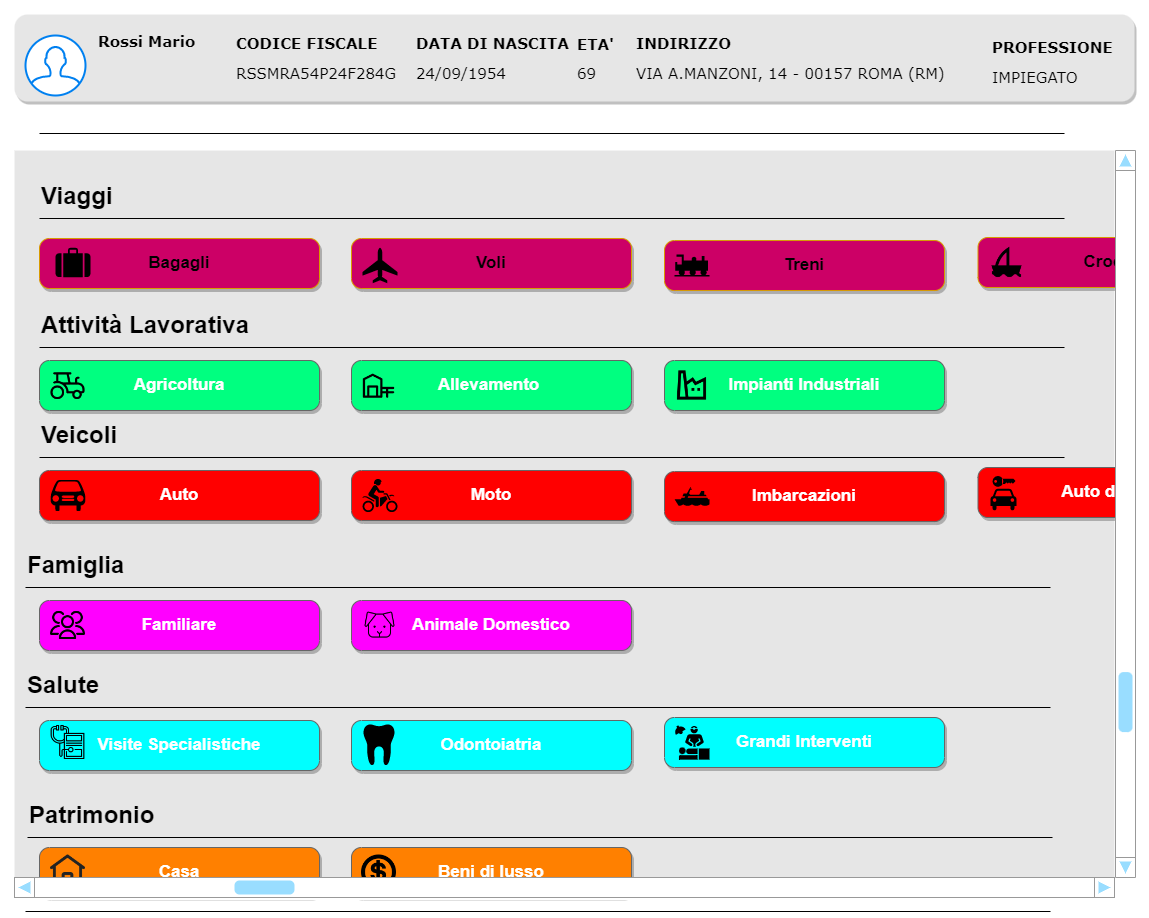 Rossi Mario
CODICE FISCALE
RSSMRA54P24F284G
DATA DI NASCITA
24/09/1954
ETA'
69
INDIRIZZO
VIA A.MANZONI, 14 - 00157 ROMA (RM)
PROFESSIONE
IMPIEGATO
Viaggi
Bagagli
Voli
Treni
Cro
Attività Lavorativa
Agricoltura
Allevamento
Impianti Industriali
Veicoli
Auto
Moto
Imbarcazioni
Auto d
Famiglia
Familiare
Animale Domestico
Salute
Visite Specialistiche
Odontoiatria
Grandi Interventi
Patrimonio
Casa
Beni di lusso